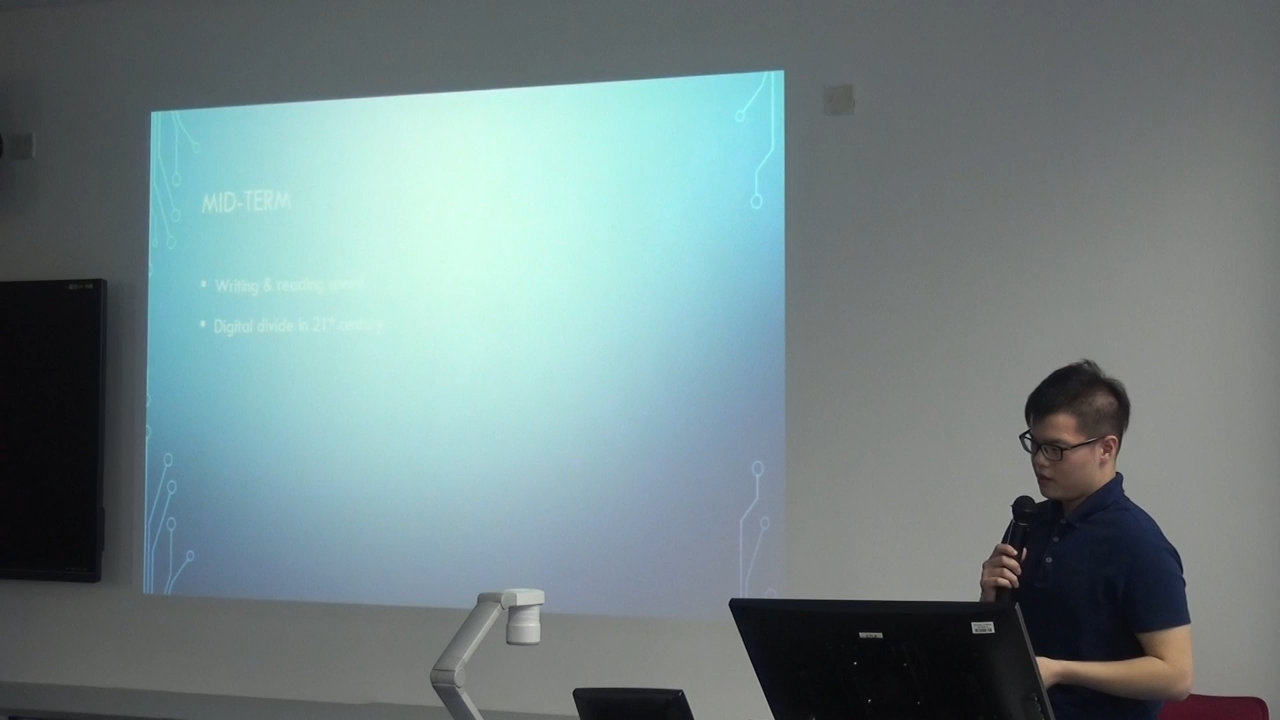 MID-TERM
• Writing & reading speed
• Digital divide in 21st century